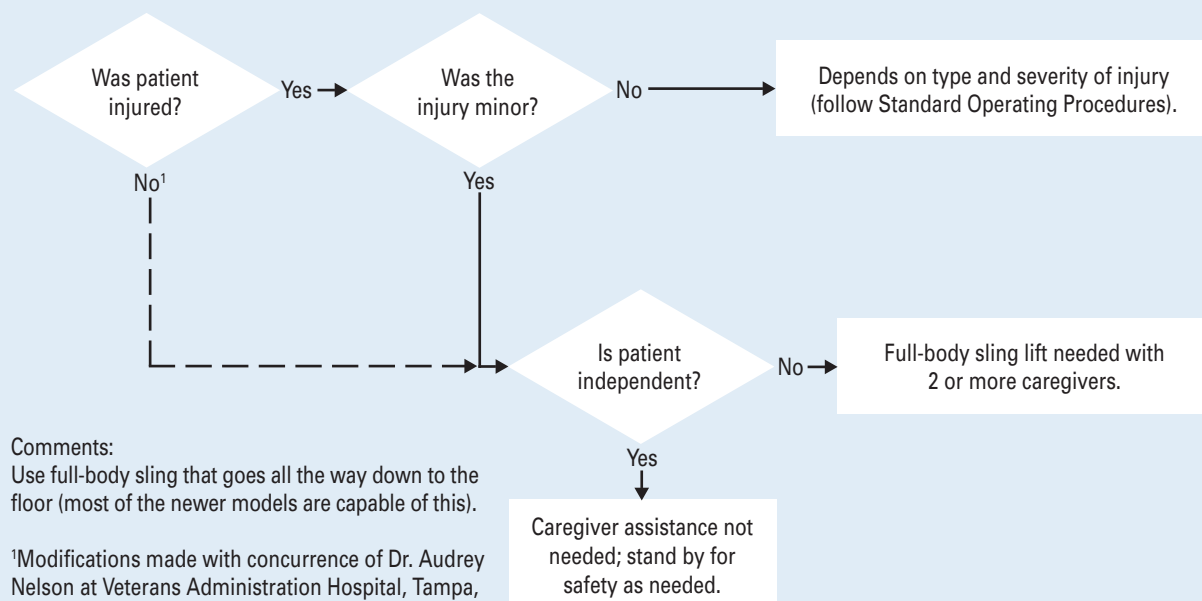 Was patient
injured?
Yes
Was the
injury minor?
No
Depends on type and severity of injury
(follow Standard Operating Procedures).
No¹
Yes
Is patient
independent?
No
Full-body sling lift needed with
2 or more caregivers.
Yes
Caregiver assistance not
needed; stand by for
safety as needed.
Comments:
Use full-body sling that goes all the way down to the
floor (most of the newer models are capable of this).
¹Modifications made with concurrence of Dr. Audrey
Nelson at Veterans Administration Hospital, Tampa,